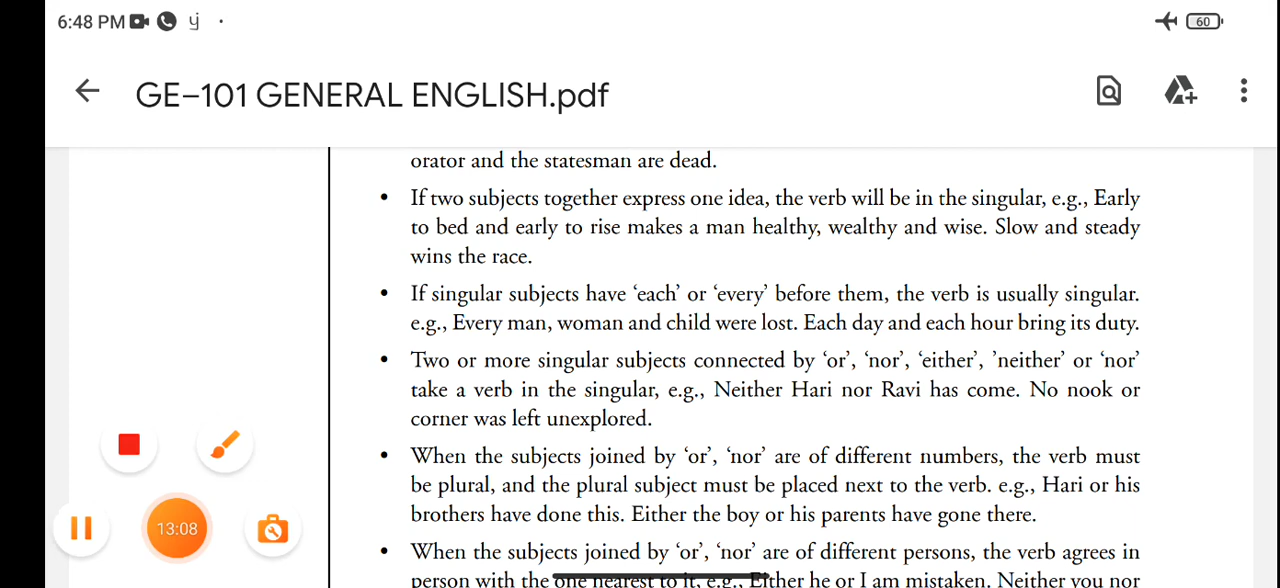 6:48 PM
60
GE-101 GENERAL ENGLISH.pdf
orator and the statesman are dead.
• If two subjects together express one idea, the verb will be in the singular, e.g., Early
to bed and early to rise makes a man healthy, wealthy and wise. Slow and steady
wins the race.
• If singular subjects have ‘each’ or ‘every’ before them, the verb is usually singular.
e.g., Every man, woman and child were lost. Each day and each hour bring its duty.
• Two or more singular subjects connected by ‘or’, ‘nor’, ‘either’, ’neither’ or ‘nor’
take a verb in the singular, e.g., Neither Hari nor Ravi has come. No nook or
corner was left unexplored.
• When the subjects joined by ‘or’, ‘nor’ are of different numbers, the verb must
be plural, and the plural subject must be placed next to the verb. e.g., Hari or his
brothers have done this. Either the boy or his parents have gone there.
• When the subjects joined by ‘or’, ‘nor’ are of different persons, the verb agrees in
person with the one nearest to it, e.g., Either he or I am mistaken. Neither you nor
13:08